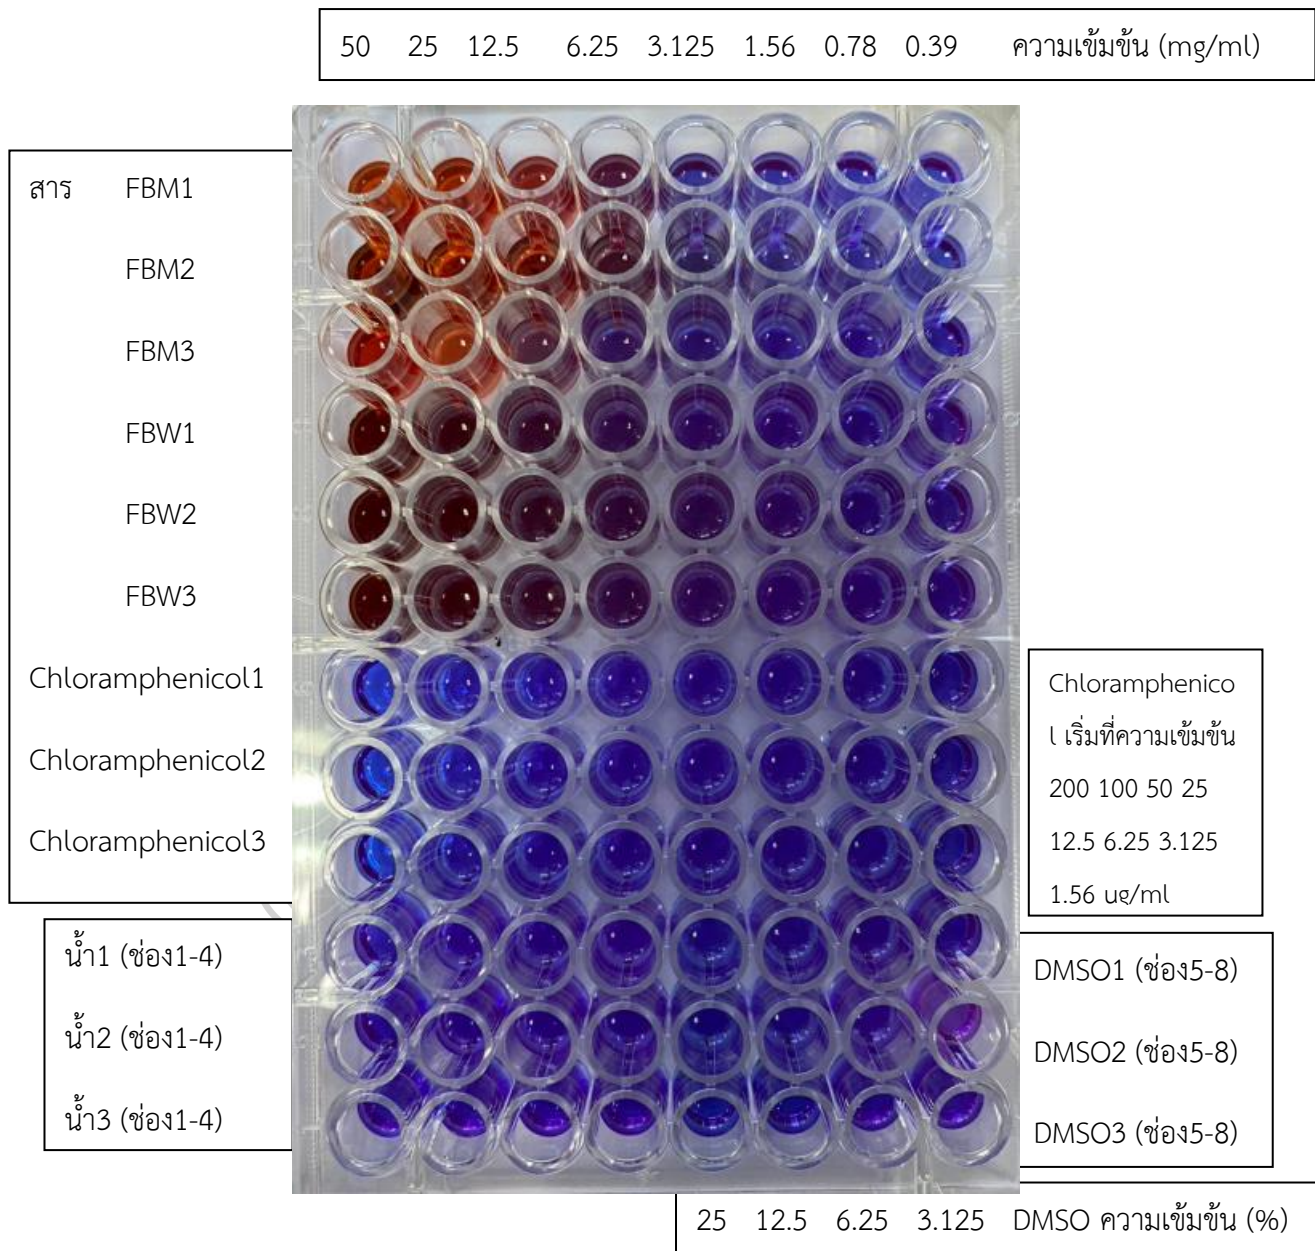 50 25 12.5 6.25 3.125 1.56 0.78 0.39 ความเข้มข้น (mg/ml)
สาร FBM1
FBM2
FBM3
FBW1
FBW2
FBW3
Chloramphenicol1
Chloramphenicol2
Chloramphenicol3
Chloramphenico
l เริ่มที่ความเข้มข้น
200 100 50 25
12.5 6.25 3.125
1.56 ug/ml
น้ำ1 (ช่อง1-4)
น้ำ2 (ช่อง1-4)
น้ำ3 (ช่อง1-4)
DMSO1 (ช่อง5-8)
DMSO2 (ช่อง5-8)
DMSO3 (ช่อง5-8)
25 12.5 6.25 3.125 DMSO ความเข้มข้น (%)